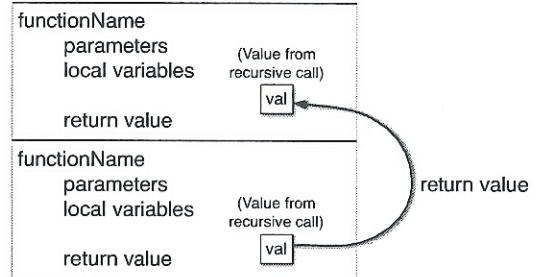 functionName
parameters
local variables
(Value from
recursive call)
val
return value
functionName
parameters
local variables
(Value from
recursive call)
val
return value
return value